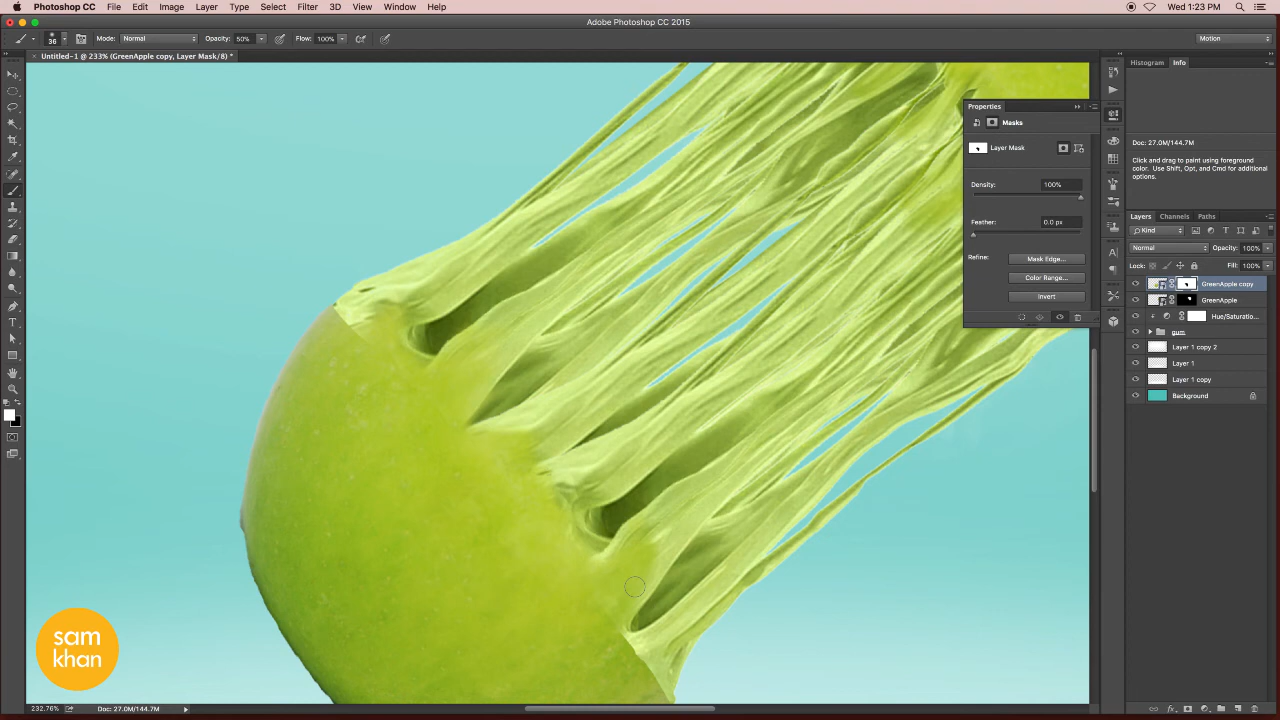 Photoshop CC File Edit Image Layer Type Select Filter 3D View Window Help Wed 1:23 PM
Adobe Photoshop CC 2015
36 Mode: Normal Opacity: 50% Flow: 100% Motion
Untitled-1 @ 233% (GreenApple copy, Layer Mask/8) *
Histogram Info
Doc: 27.0M/144.7M
Click and drag to paint using foreground
color. Use Shift, Opt, and Cmd for additional
options.
Properties
Masks
Layer Mask
Density: 100%
Feather: 0.0 px
Refine: Mask Edge...
Color Range...
Invert
Layers Channels Paths
Kind
Normal Opacity: 100%
Lock: Fill: 100%
GreenApple copy
GreenApple
Hue/Saturatio...
gum
Layer 1 copy 2
Layer 1
Layer 1 copy
Background
sam
khan
232.76% Doc: 27.0M/144.7M